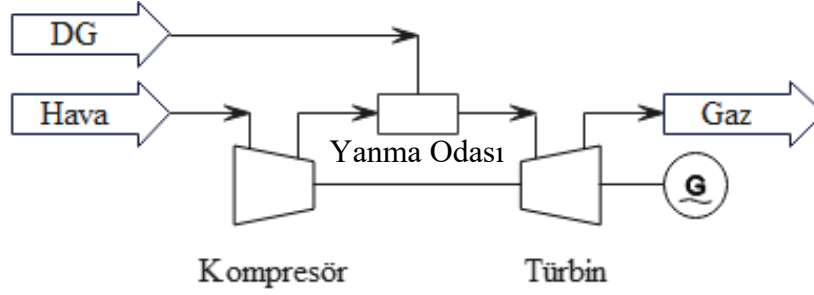 DG
Hava
Gaz
Yanma Odası
G
Kompresör
Türbin